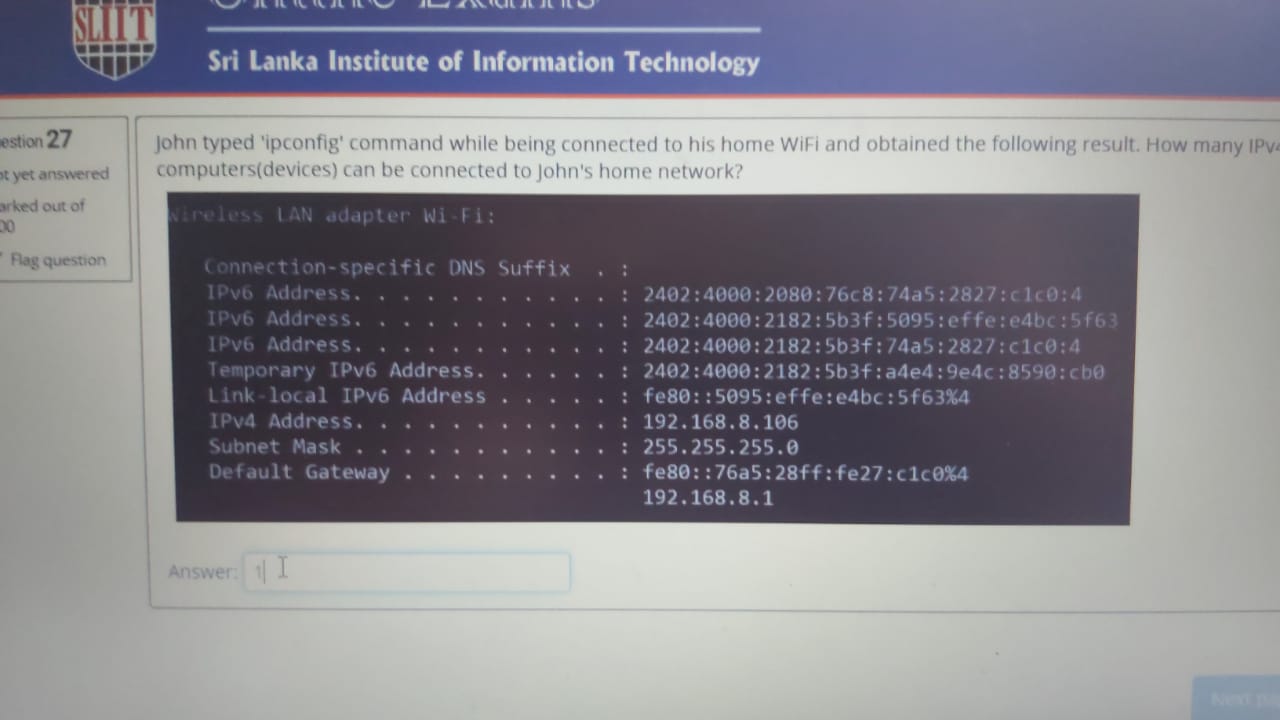 SLIIT
Sri Lanka Institute of Information Technology
estion 27
ot yet answered
arked out of
00
Flag question
John typed 'ipconfig' command while being connected to his home WiFi and obtained the following result. How many IPv4
computers(devices) can be connected to John's home network?
Wireless LAN adapter Wi-Fi:
Connection-specific DNS Suffix . :
IPv6 Address. . . . . . . . . . . . : 2402:4000:2080:76c8:74a5:2827:c1c0:4
IPv6 Address. . . . . . . . . . . . : 2402:4000:2182:5b3f:5095:effe:e4bc:5f63
IPv6 Address. . . . . . . . . . . . : 2402:4000:2182:5b3f:74a5:2827:c1c0:4
Temporary IPv6 Address. . . . . . : 2402:4000:2182:5b3f:a4e4:9e4c:8590:cb0
Link-local IPv6 Address . . . . . : fe80::5095:effe:e4bc:5f63%4
IPv4 Address. . . . . . . . . . . . : 192.168.8.106
Subnet Mask . . . . . . . . . . . : 255.255.255.0
Default Gateway . . . . . . . . . : fe80::76a5:28ff:fe27:c1c0%4
192.168.8.1
Answer: 1
Next